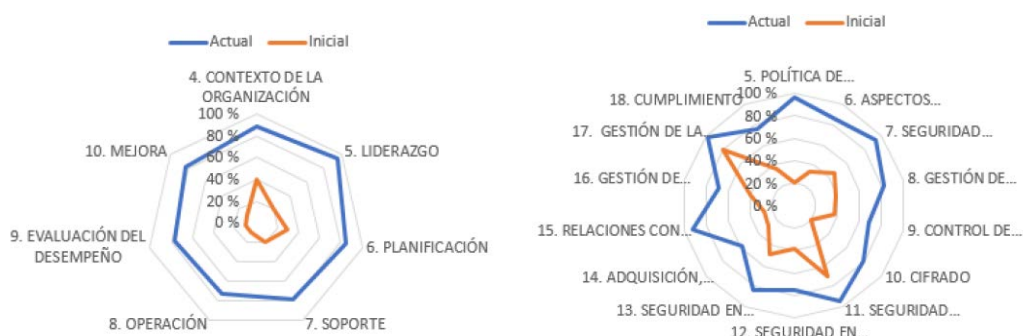 Actual
Inicial
4. CONTEXTO DE LA
ORGANIZACIÓN
100 %
80 %
60 %
40 %
20 %
0 %
5. LIDERAZGO
6. PLANIFICACIÓN
7. SOPORTE
8. OPERACIÓN
9. EVALUACIÓN DEL
DESEMPEÑO
10. MEJORA
Actual
Inicial
5. POLÍTICA DE...
100 %
80 %
60 %
40 %
20 %
0 %
6. ASPECTOS...
7. SEGURIDAD...
8. GESTIÓN DE...
9. CONTROL DE...
10. CIFRADO
11. SEGURIDAD...
12. SEGURIDAD EN...
13. SEGURIDAD EN...
14. ADQUISICIÓN,...
15. RELACIONES CON...
16. GESTIÓN DE...
17. GESTIÓN DE LA...
18. CUMPLIMIENTO